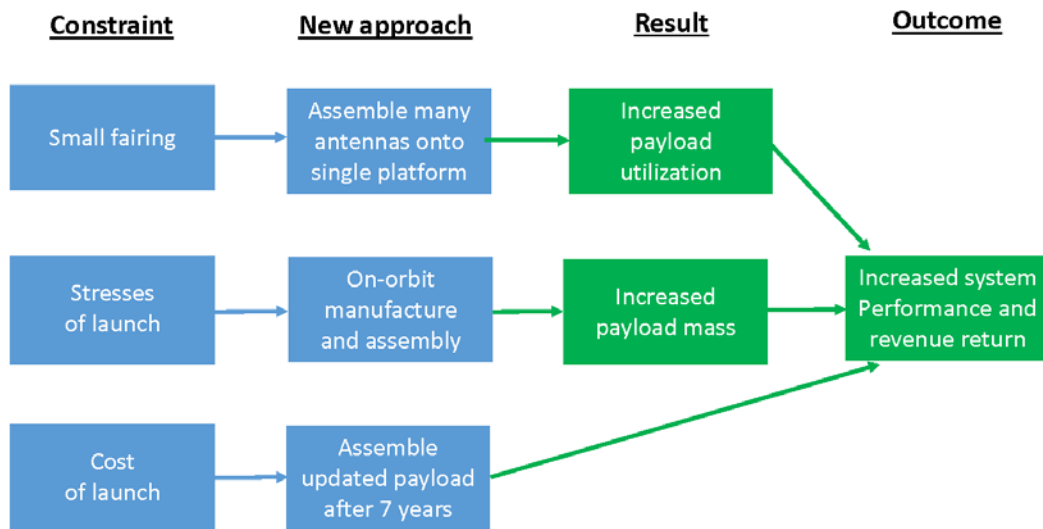 Constraint
New approach
Result
Outcome
Small fairing
Assemble many
antennas onto
single platform
Increased
payload
utilization
Stresses
of launch
On-orbit
manufacture
and assembly
Increased
payload mass
Increased system
Performance and
revenue return
Cost
of launch
Assemble
updated payload
after 7 years